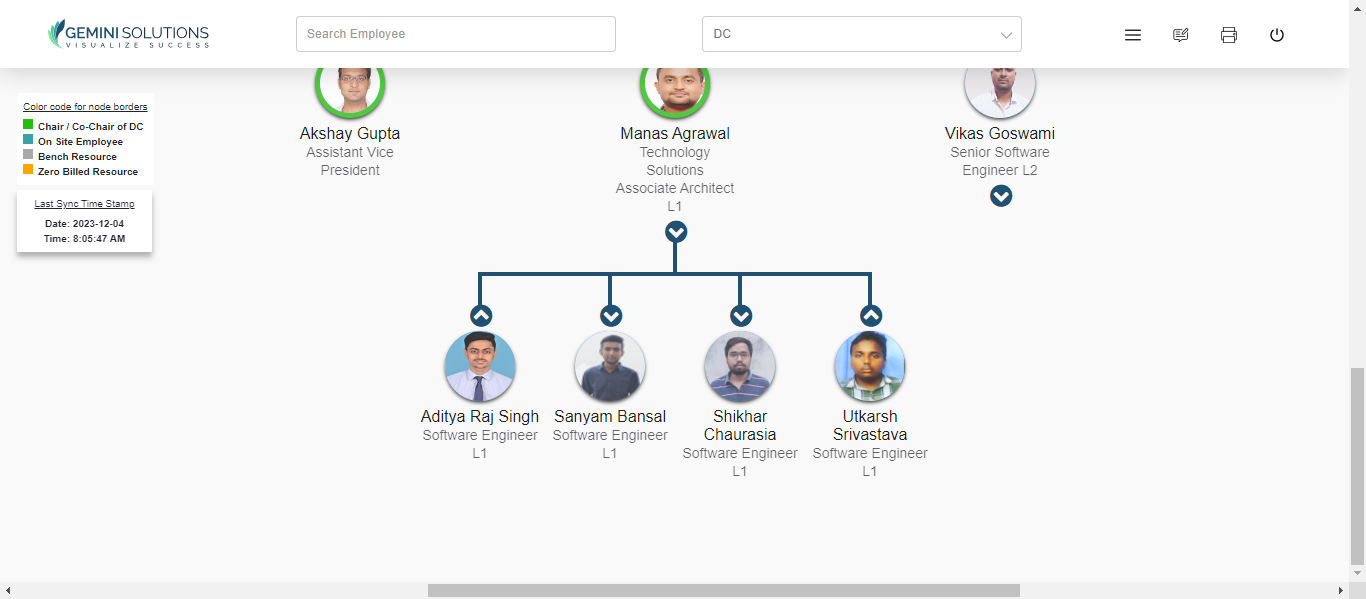 GEMINI SOLUTIONS
VISUALIZE SUCCESS
Search Employee
DC
Color code for node borders
Chair / Co-Chair of DC
On Site Employee
Bench Resource
Zero Billed Resource
Last Sync Time Stamp
Date: 2023-12-04
Time: 8:05:47 AM
Akshay Gupta
Assistant Vice
President
Manas Agrawal
Technology
Solutions
Associate Architect
L1
Vikas Goswami
Senior Software
Engineer L2
Aditya Raj Singh
Software Engineer
L1
Sanyam Bansal
Software Engineer
L1
Shikhar
Chaurasia
Software Engineer
L1
Utkarsh
Srivastava
Software Engineer
L1